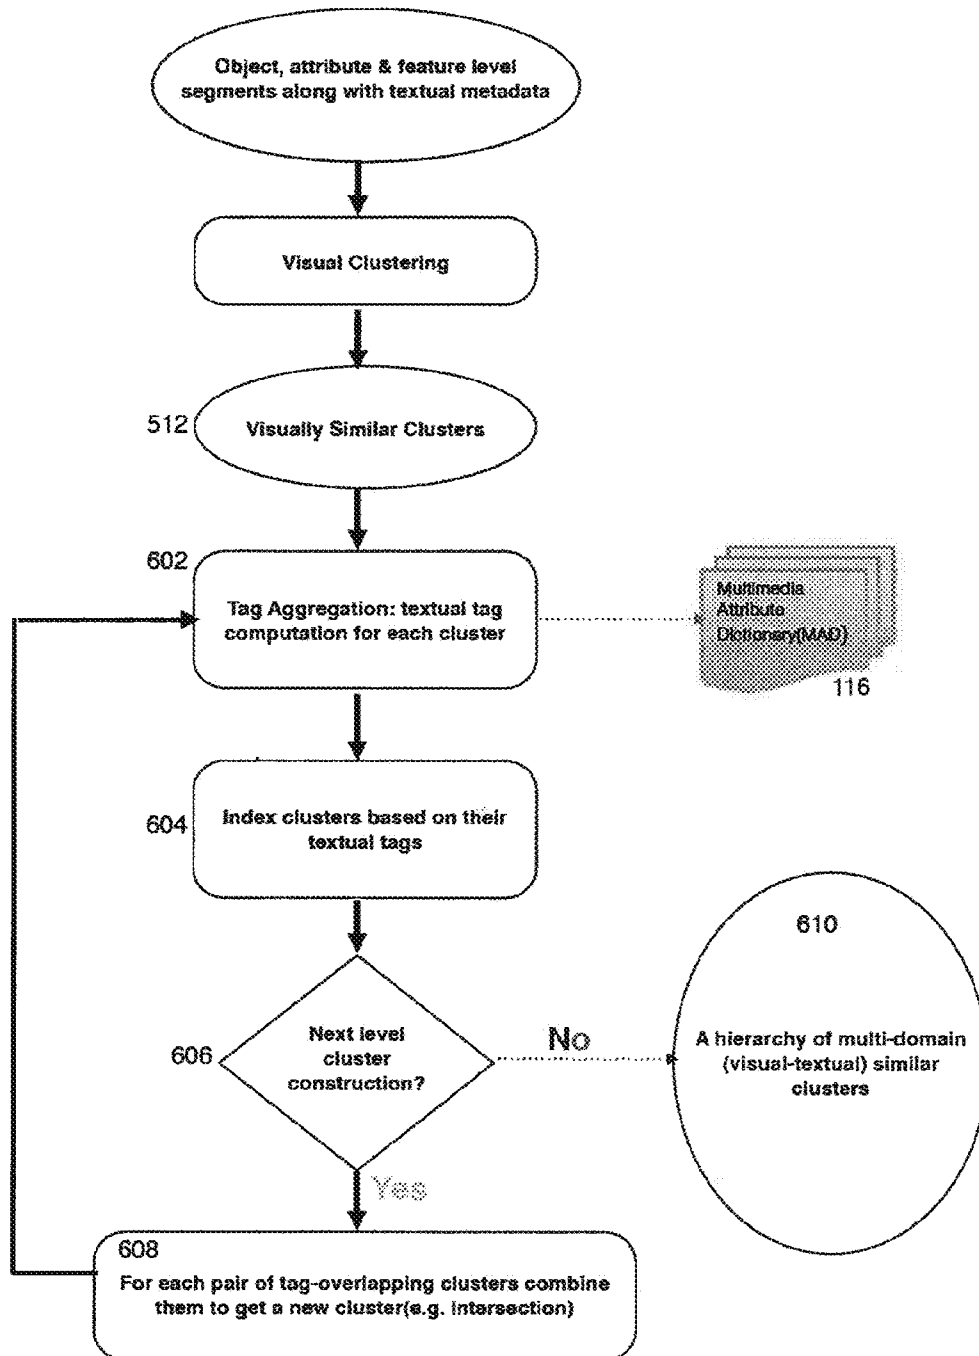 Object, attribute & feature level
segments along with textual metadata
Visual Clustering
512
Visually Similar Clusters
602
Tag Aggregation: textual tag
computation for each cluster
Multimedia
Attribute
Dictionary(MAD)
116
604
Index clusters based on their
textual tags
606
Next level
cluster
construction?
No
610
A hierarchy of multi-domain
(visual-textual) similar
clusters
Yes
608
For each pair of tag-overlapping clusters combine
them to get a new cluster(e.g. intersection)